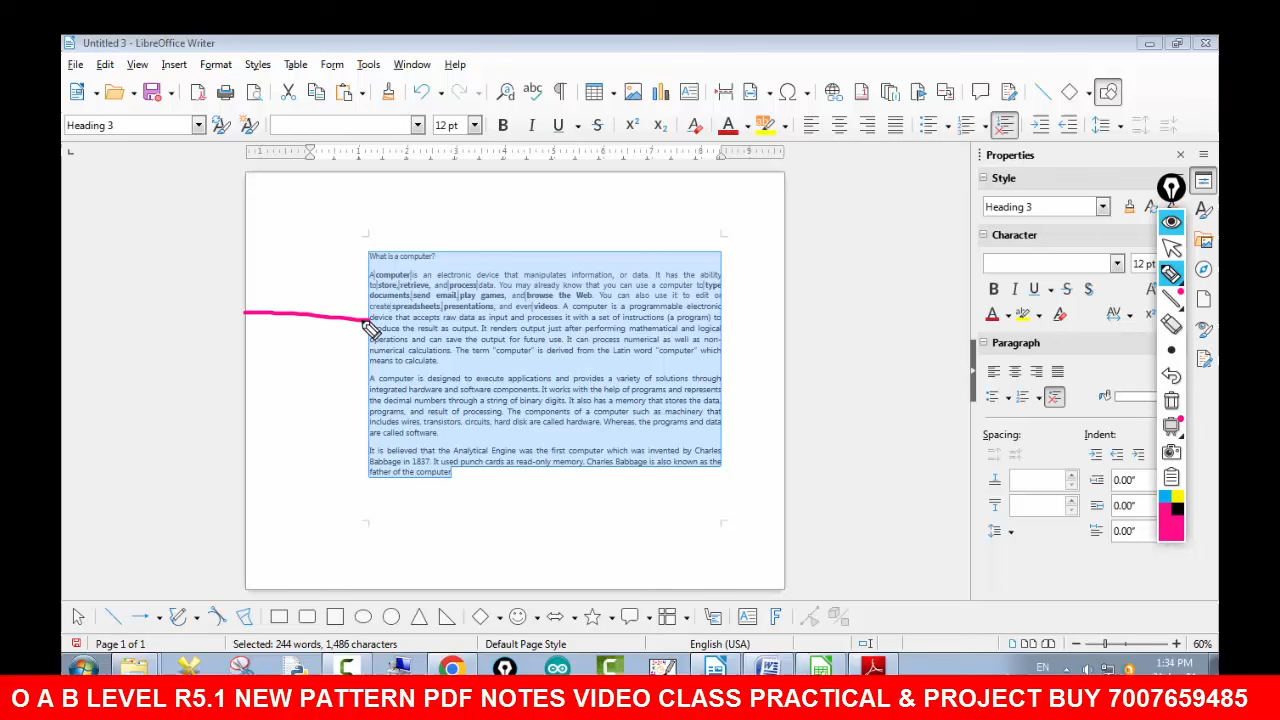 Untitled 3 - LibreOffice Writer
File Edit View Insert Format Styles Table Form Tools Window Help
Heading 3 12 pt
1 1 2 3 4 5 6 7 8 9
Properties
Style
Heading 3
Character
12 pt
Paragraph
Spacing: Indent:
0.00"
0.00"
0.00"
What is a computer?
A computer is an electronic device that manipulates information, or data. It has the ability
to store, retrieve, and process data. You may already know that you can use a computer to type
documents, send email, play games, and browse the Web. You can also use it to edit or
create spreadsheets, presentations, and even videos. A computer is a programmable electronic
device that accepts raw data as input and processes it with a set of instructions (a program) to
produce the result as output. It renders output just after performing mathematical and logical
operations and can save the output for future use. It can process numerical as well as non-
numerical calculations. The term "computer" is derived from the Latin word "computer" which
means to calculate.
A computer is designed to execute applications and provides a variety of solutions through
integrated hardware and software components. It works with the help of programs and represents
the decimal numbers through a string of binary digits. It also has a memory that stores the data,
programs, and result of processing. The components of a computer such as machinery that
includes wires, transistors, circuits, hard disk are called hardware. Whereas, the programs and data
are called software.
It is believed that the Analytical Engine was the first computer which was invented by Charles
Babbage in 1837. It used punch cards as read-only memory. Charles Babbage is also known as the
father of the computer
Page 1 of 1 Selected: 244 words, 1,486 characters Default Page Style English (USA) 60%
EN 1:34 PM
O A B LEVEL R5.1 NEW PATTERN PDF NOTES VIDEO CLASS PRACTICAL & PROJECT BUY 7007659485